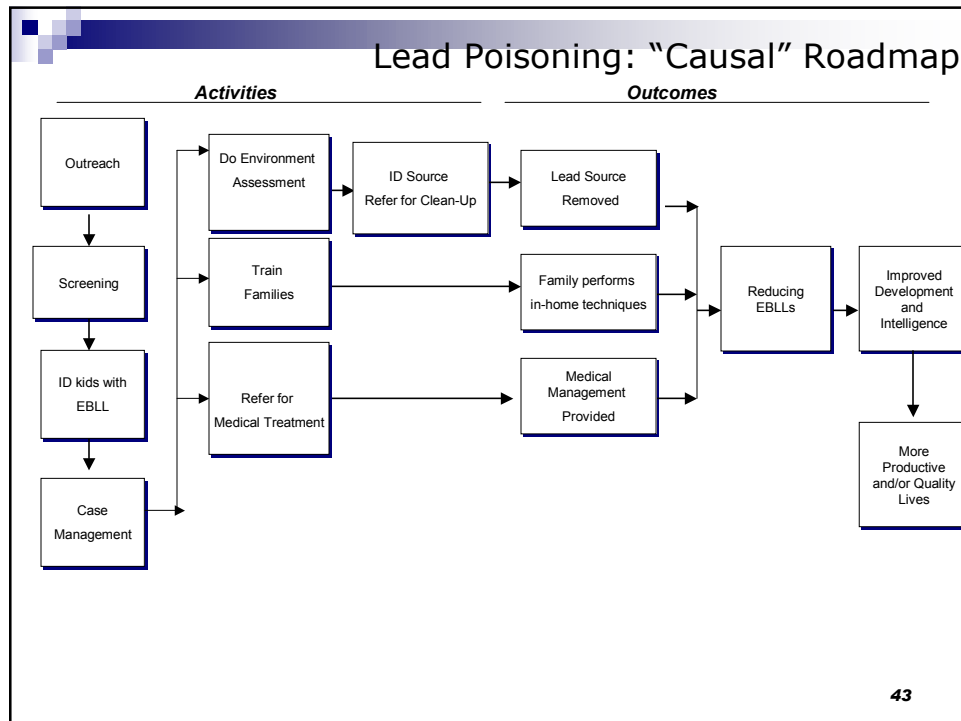 Lead Poisoning: “Causal” Roadmap
Activities
Outcomes
Outreach
Screening
ID kids with
EBLL
Case
Management
Do Environment
Assessment
ID Source
Refer for Clean-Up
Train
Families
Refer for
Medical Treatment
Lead Source
Removed
Family performs
in-home techniques
Medical
Management
Provided
Reducing
EBLLs
Improved
Development
and
Intelligence
More
Productive
and/or Quality
Lives
43